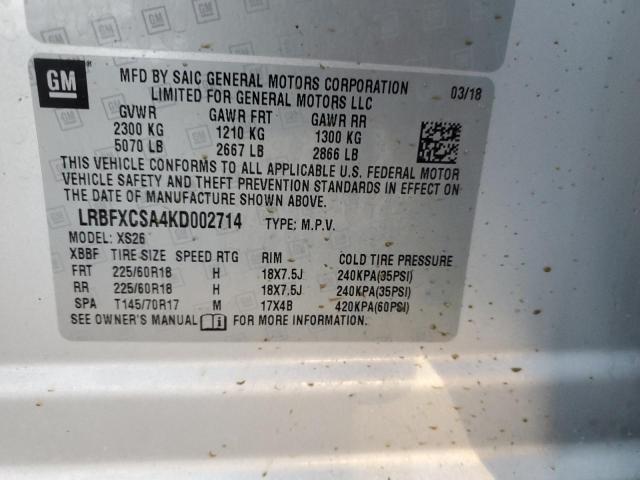 GM
MFD BY SAIC GENERAL MOTORS CORPORATION
LIMITED FOR GENERAL MOTORS LLC
03/18
GVWR GAWR FRT GAWR RR
2300 KG 1210 KG 1300 KG
5070 LB 2667 LB 2866 LB
THIS VEHICLE CONFORMS TO ALL APPLICABLE U.S. FEDERAL MOTOR
VEHICLE SAFETY AND THEFT PREVENTION STANDARDS IN EFFECT ON
THE DATE OF MANUFACTURE SHOWN ABOVE.
LRBFXCSA4KD002714 TYPE: M.P.V.
MODEL: XS26
XBBF TIRE SIZE SPEED RTG RIM COLD TIRE PRESSURE
FRT 225/60R18 H 18X7.5J 240KPA(35PSI)
RR 225/60R18 H 18X7.5J 240KPA(35PSI)
SPA T145/70R17 M 17X4B 420KPA(60PSI)
SEE OWNER'S MANUAL FOR MORE INFORMATION.